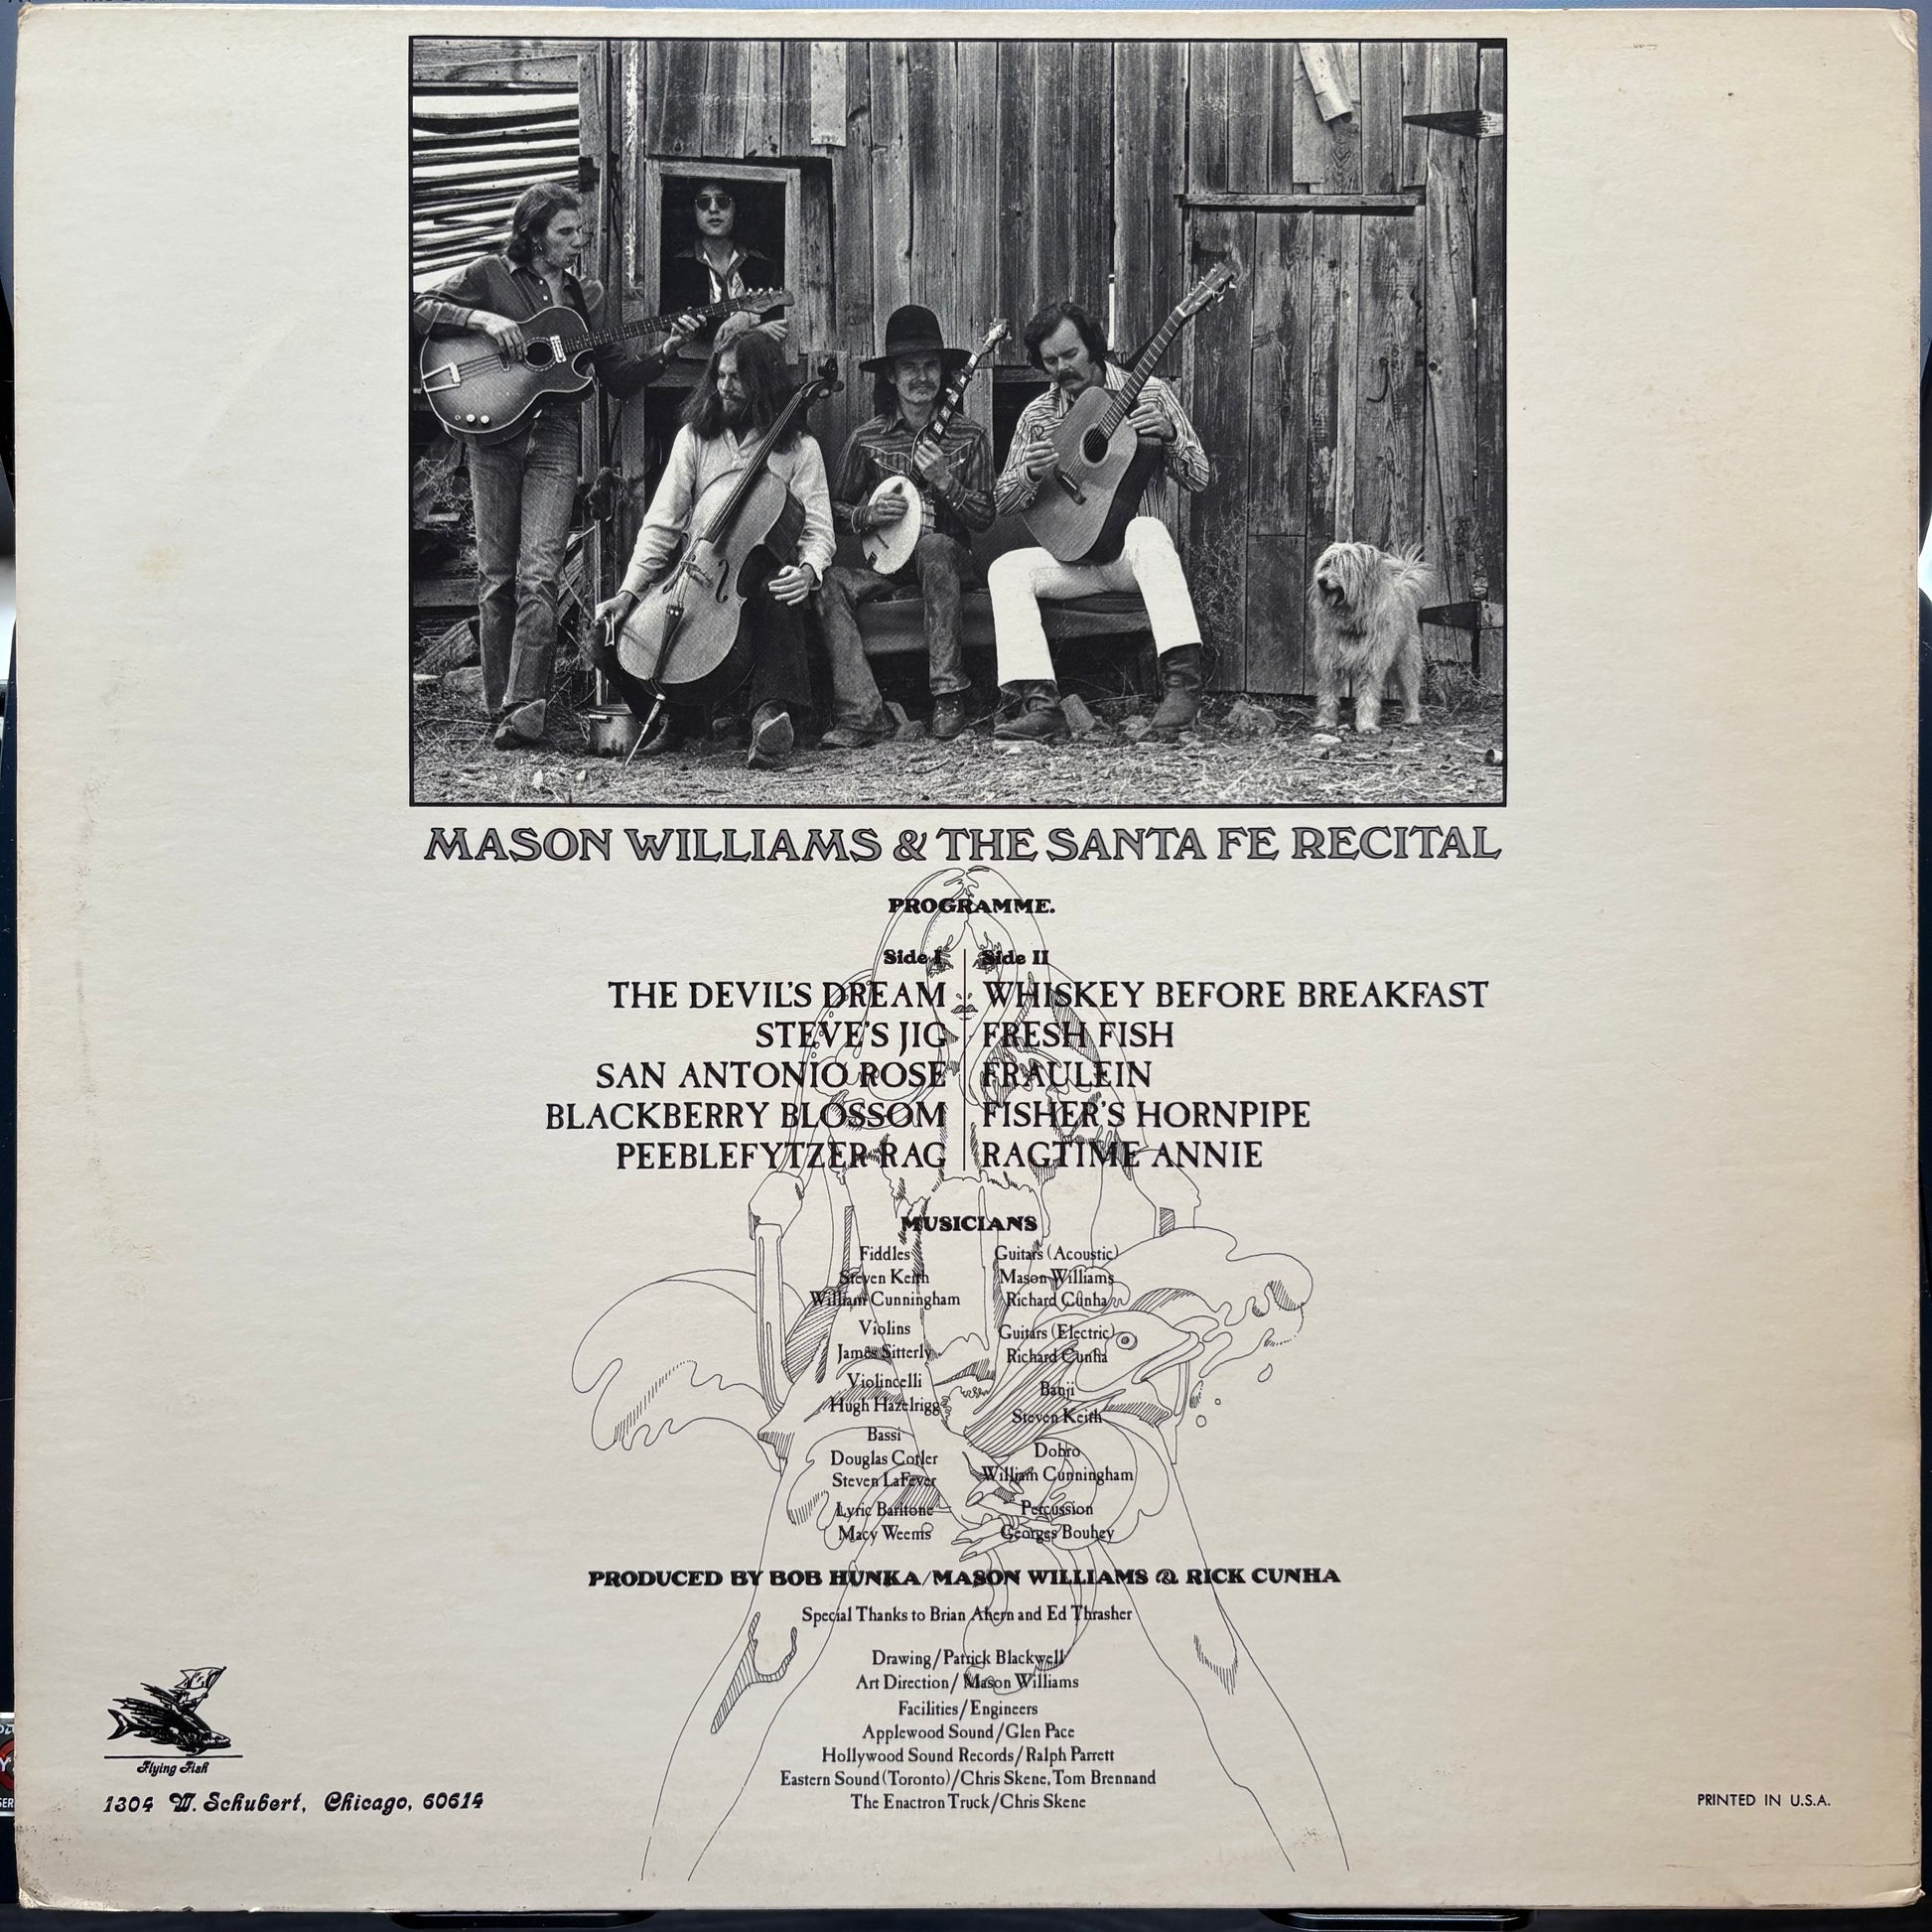 MASON WILLIAMS & THE SANTA FE RECITAL
PROGRAMME.
Side I
THE DEVIL'S DREAM
STEVE'S JIG
SAN ANTONIO ROSE
BLACKBERRY BLOSSOM
PEEBLEFYTZER RAG
Side II
WHISKEY BEFORE BREAKFAST
FRESH FISH
FRAULEIN
FISHER'S HORNPIPE
RAGTIME ANNIE
MUSICIANS
Fiddles
Steven Keith
William Cunningham
Violins
James Sitterly
Violincelli
Hugh Hazelrigg
Bassi
Douglas Cotler
Steven LaFever
Lyric Baritone
Macy Weems
Guitars (Acoustic)
Mason Williams
Richard Cunha
Guitars (Electric)
Richard Cunha
Banji
Steven Keith
Dobro
William Cunningham
Percussion
Georges Bouhey
PRODUCED BY BOB HUNKA/MASON WILLIAMS & RICK CUNHA
Special Thanks to Brian Ahern and Ed Thrasher
Drawing/Patrick Blackwell
Art Direction/Mason Williams
Facilities/Engineers
Applewood Sound/Glen Pace
Hollywood Sound Records/Ralph Parrett
Eastern Sound (Toronto)/Chris Skene, Tom Brennand
The Enactron Truck/Chris Skene
Flying Fish
1304 W. Schubert, Chicago, 60614
PRINTED IN U.S.A.